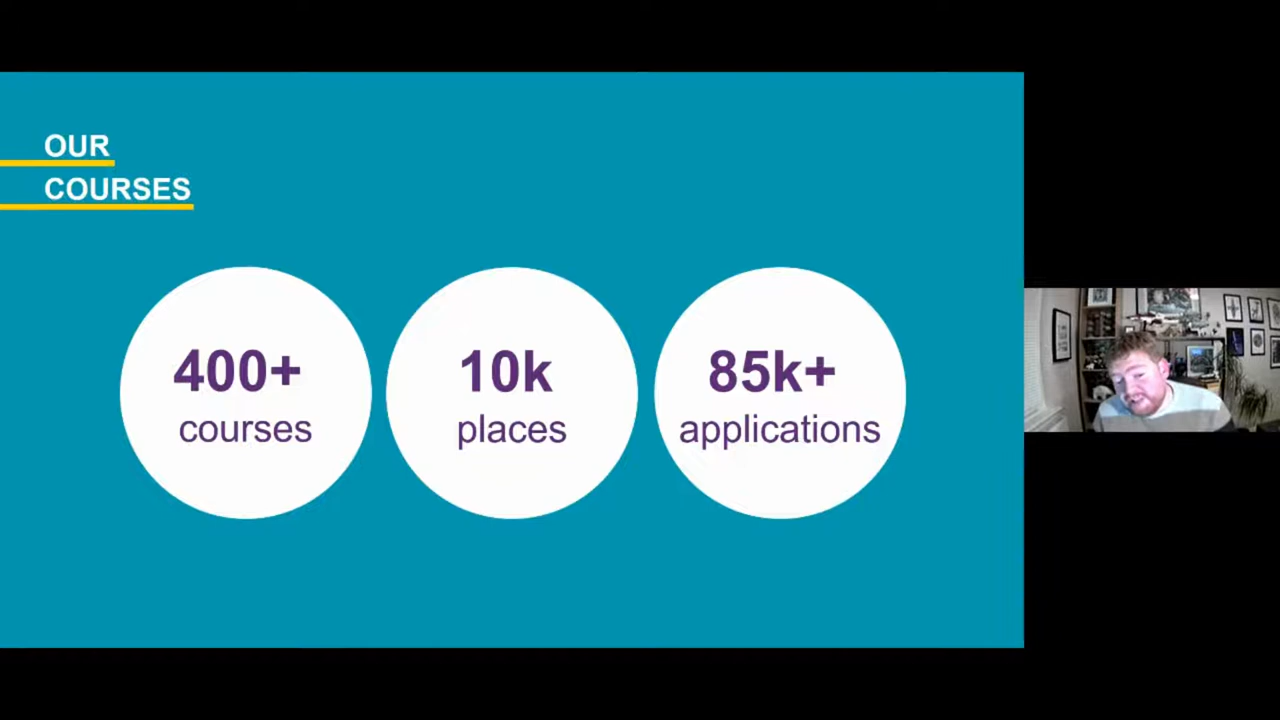 OUR
COURSES
400+
courses
10k
places
85k+
applications